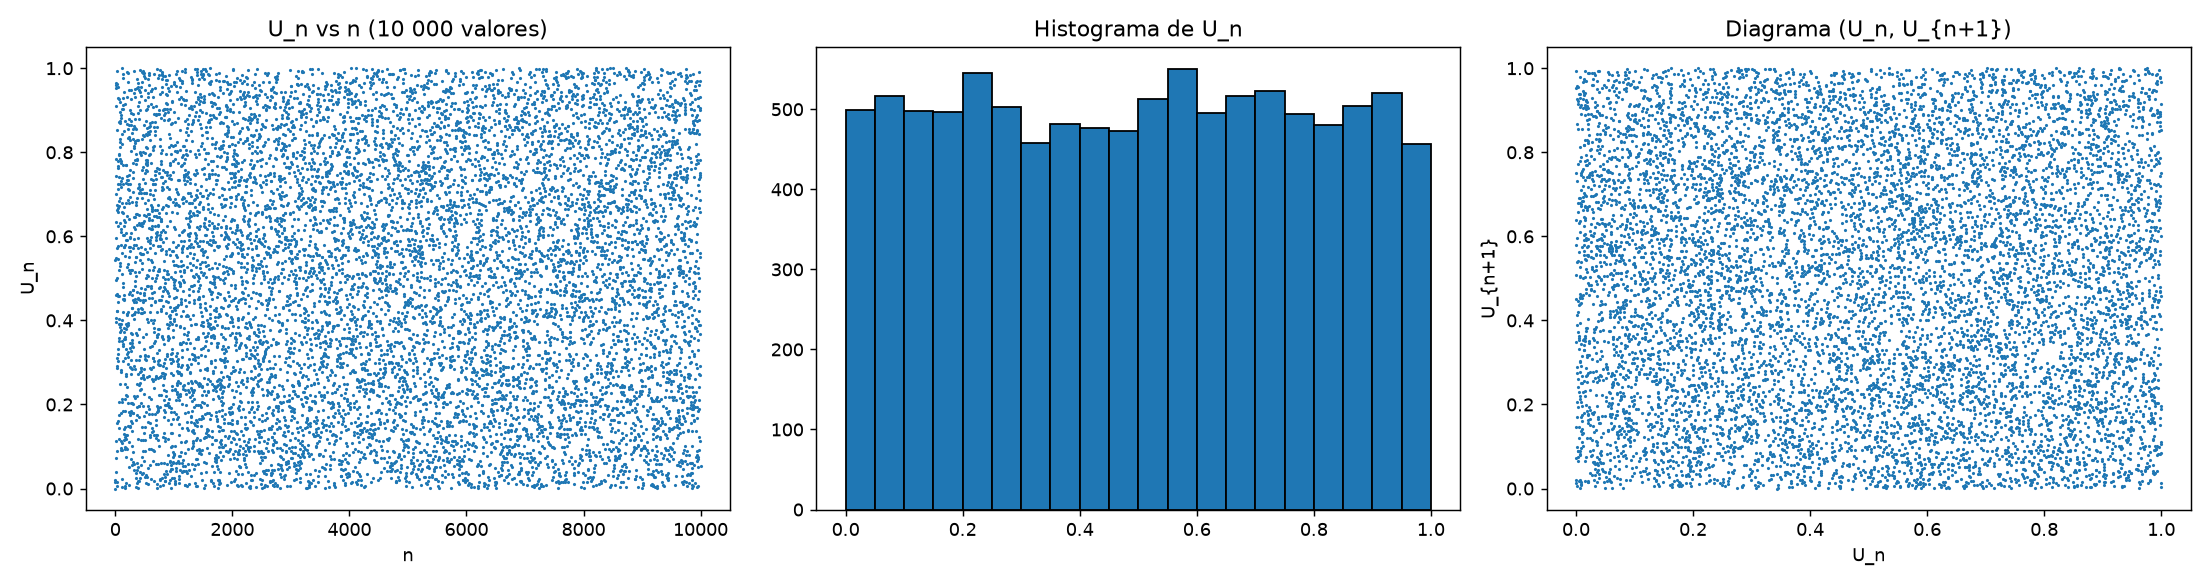 U_n vs n (10 000 valores)
U_n
1.0
0.8
0.6
0.4
0.2
0.0
0 2000 4000 6000 8000 10000
n
Histograma de U_n
500
400
300
200
100
0
0.0 0.2 0.4 0.6 0.8 1.0
Diagrama (U_n, U_{n+1})
U_{n+1}
1.0
0.8
0.6
0.4
0.2
0.0
0.0 0.2 0.4 0.6 0.8 1.0
U_n